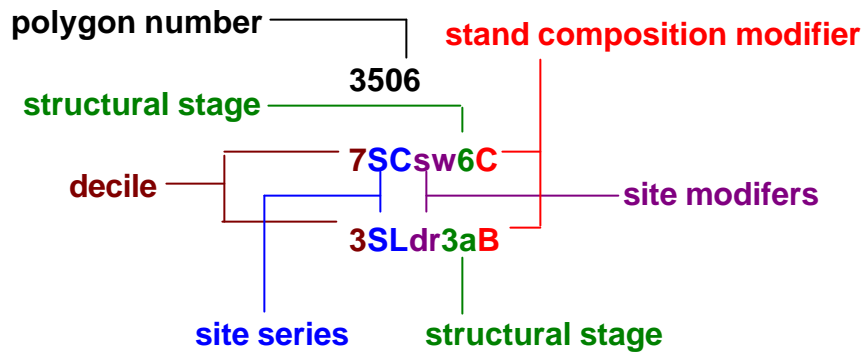 polygon number
stand composition modifier
3506
structural stage
7SCsw6C
decile
site modifers
3SLdr3aB
site series
structural stage